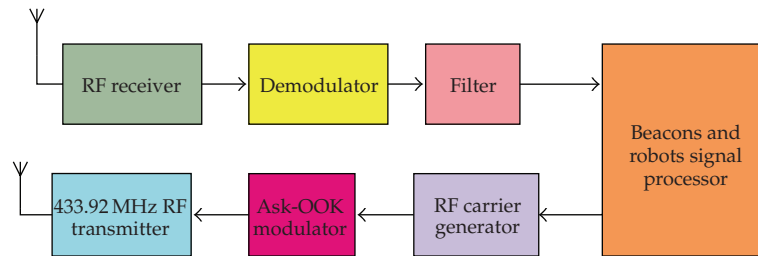 RF receiver
Demodulator
Filter
Beacons and
robots signal
processor
433.92 MHz RF
transmitter
Ask-OOK
modulator
RF carrier
generator